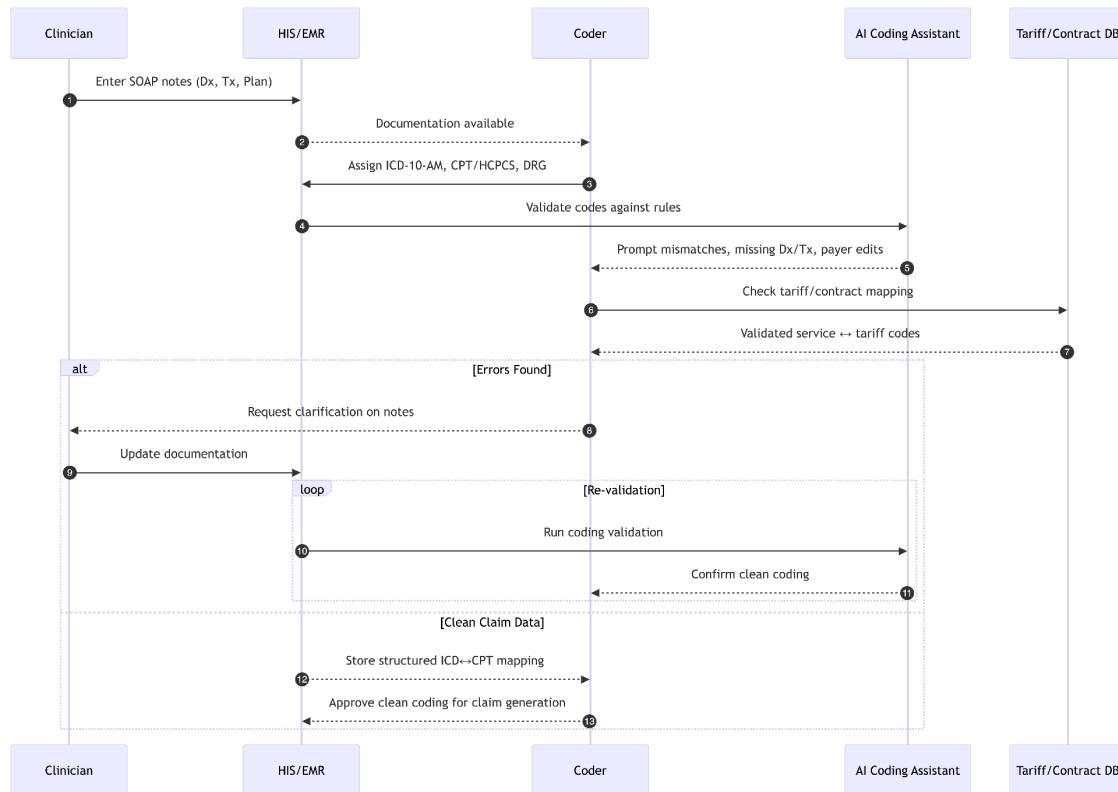 Clinician
HIS/EMR
Coder
AI Coding Assistant
Tariff/Contract DB
Enter SOAP notes (Dx, Tx, Plan)
1
Documentation available
2
Assign ICD-10-AM, CPT/HCPCS, DRG
3
Validate codes against rules
4
Prompt mismatches, missing Dx/Tx, payer edits
5
Check tariff/contract mapping
6
Validated service ↔ tariff codes
7
alt
[Errors Found]
Request clarification on notes
8
Update documentation
9
loop
[Re-validation]
Run coding validation
10
Confirm clean coding
11
[Clean Claim Data]
Store structured ICD↔CPT mapping
12
Approve clean coding for claim generation
13
Clinician
HIS/EMR
Coder
AI Coding Assistant
Tariff/Contract DB